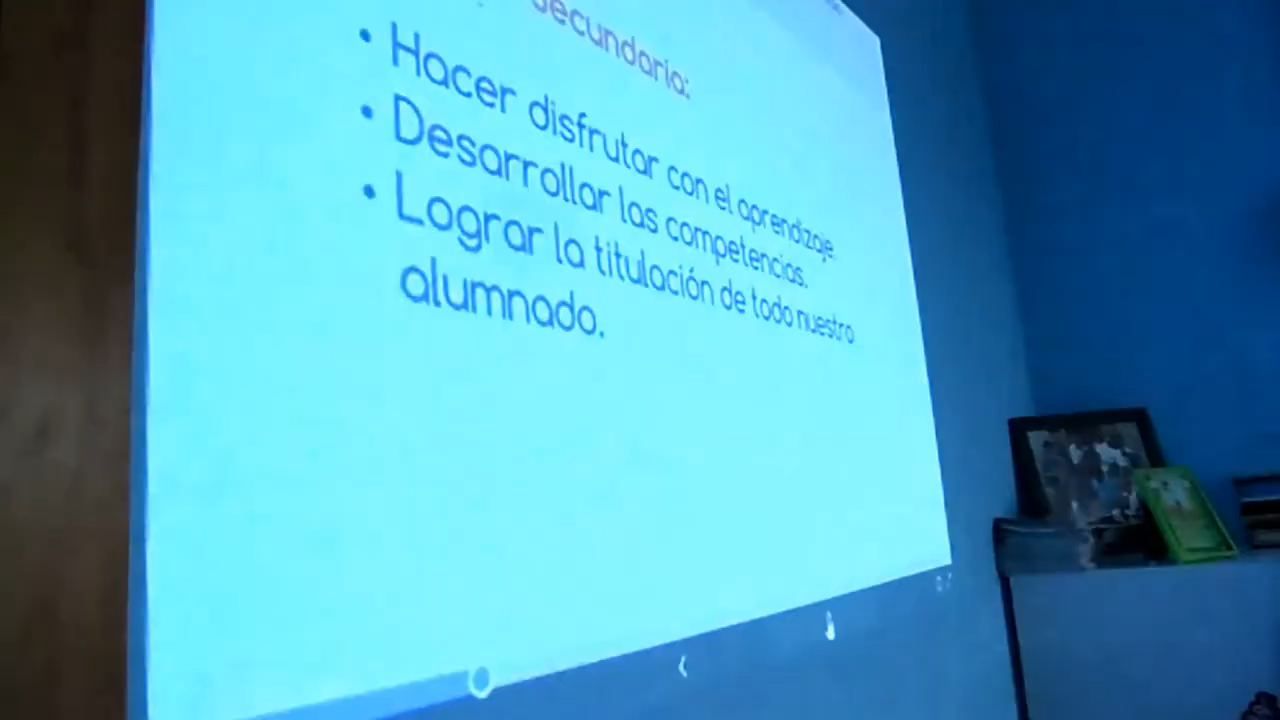 Secundaria:
• Hacer disfrutar con el aprendizaje.
• Desarrollar las competencias.
• Lograr la titulación de todo nuestro
alumnado.